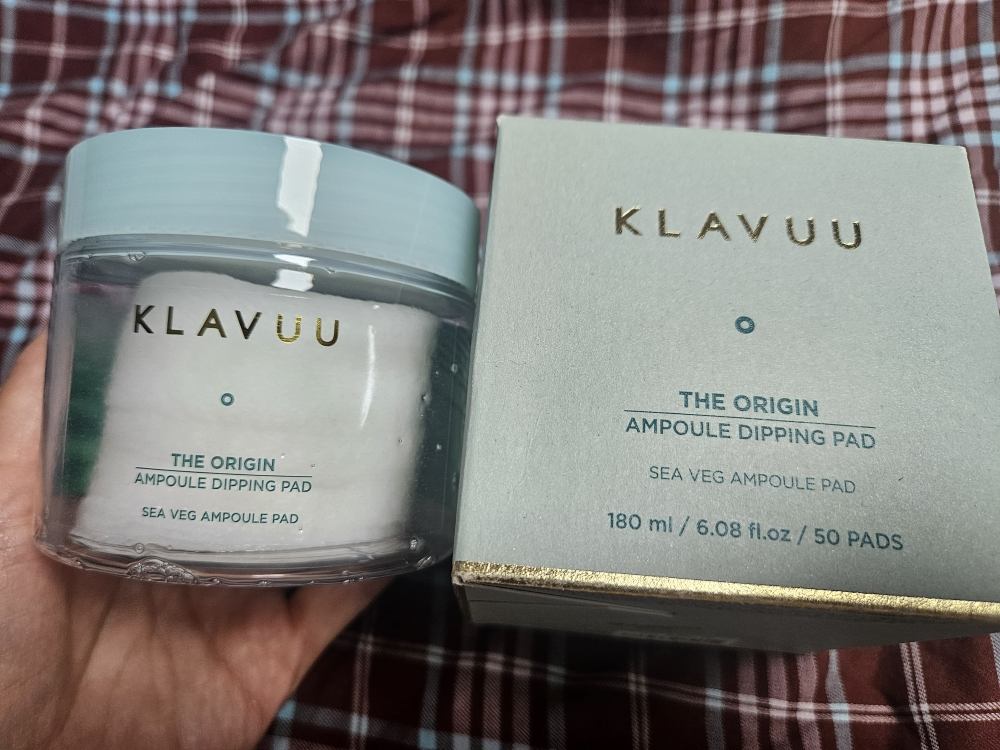 KLAVUU
THE ORIGIN
AMPOULE DIPPING PAD
SEA VEG AMPOULE PAD
KLAVUU
THE ORIGIN
AMPOULE DIPPING PAD
SEA VEG AMPOULE PAD
180 ml / 6.08 fl.oz / 50 PADS